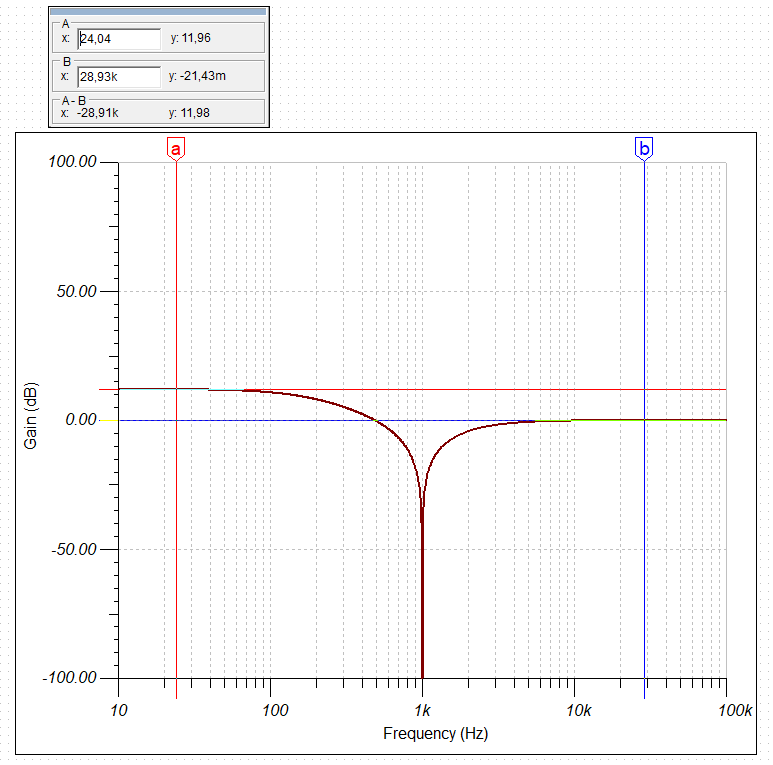 A
x: 24,04 y: 11,96
B
x: 28,93k y: -21,43m
A - B
x: -28,91k y: 11,98
a b
100.00
50.00
0.00
-50.00
-100.00
Gain (dB)
10 100 1k 10k 100k
Frequency (Hz)